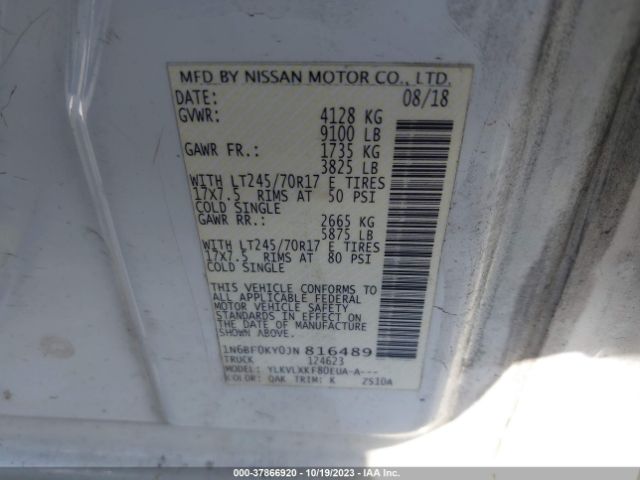 MFD BY NISSAN MOTOR CO., LTD.
DATE: 08/18
GVWR: 4128 KG
9100 LB
GAWR FR.: 1735 KG
3825 LB
WITH LT245/70R17 E TIRES
17X7.5 RIMS AT 50 PSI
COLD SINGLE
GAWR RR.: 2665 KG
5875 LB
WITH LT245/70R17 E TIRES
17X7.5 RIMS AT 80 PSI
COLD SINGLE
THIS VEHICLE CONFORMS TO
ALL APPLICABLE FEDERAL
MOTOR VEHICLE SAFETY
STANDARDS IN EFFECT ON
THE DATE OF MANUFACTURE
SHOWN ABOVE.
1N6BF0KY0JN816489
TRUCK 124623
MODEL: YLKVLXKF80EUA-A---
COLOR: QAK TRIM: K ZS10A
000-37866920 - 10/19/2023 - IAA Inc.